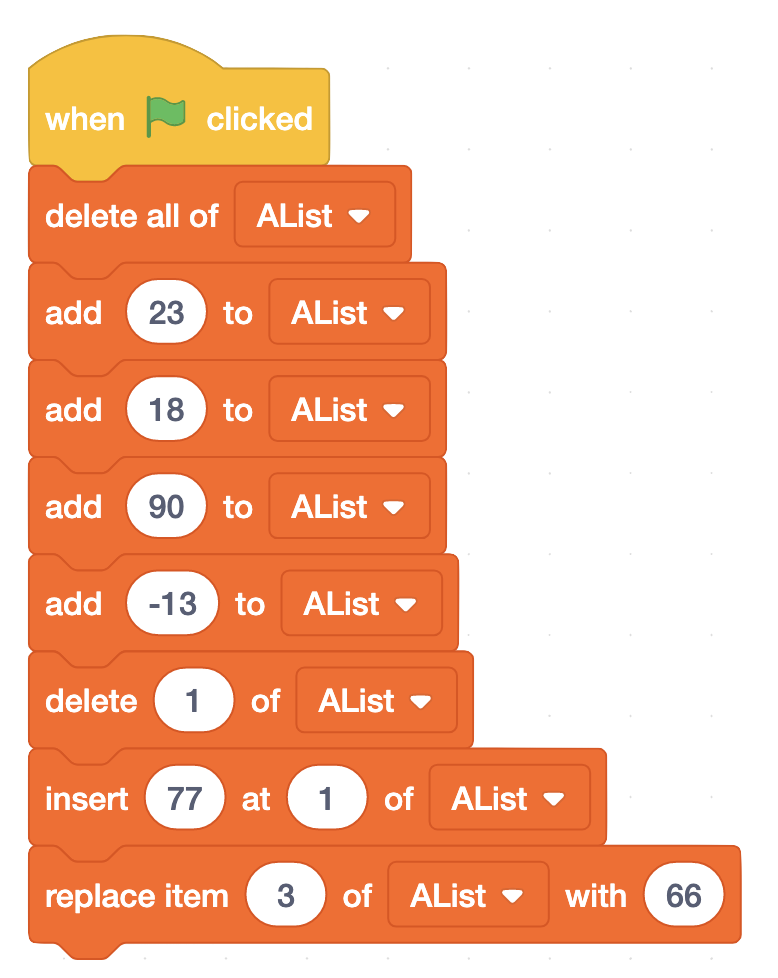 when clicked
delete all of AList
add 23 to AList
add 18 to AList
add 90 to AList
add -13 to AList
delete 1 of AList
insert 77 at 1 of AList
replace item 3 of AList with 66